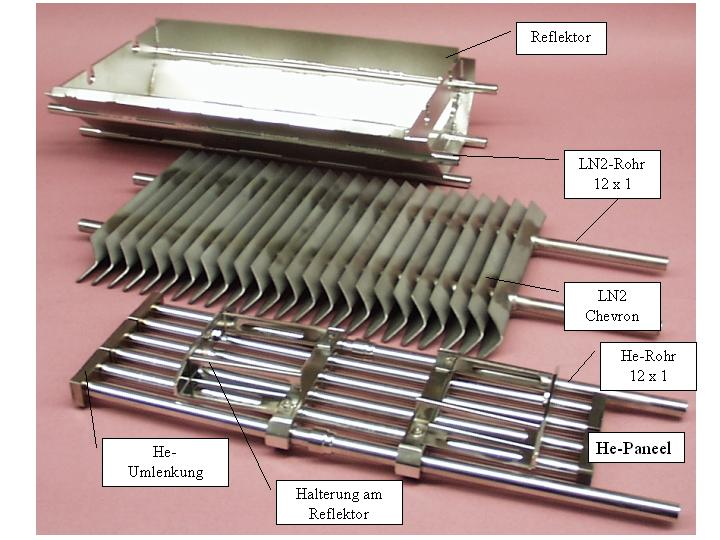 Reflektor
LN2-Rohr
12 x 1
LN2
Chevron
He-Rohr
12 x 1
He-Paneel
He-
Umlenkung
Halterung am
Reflektor